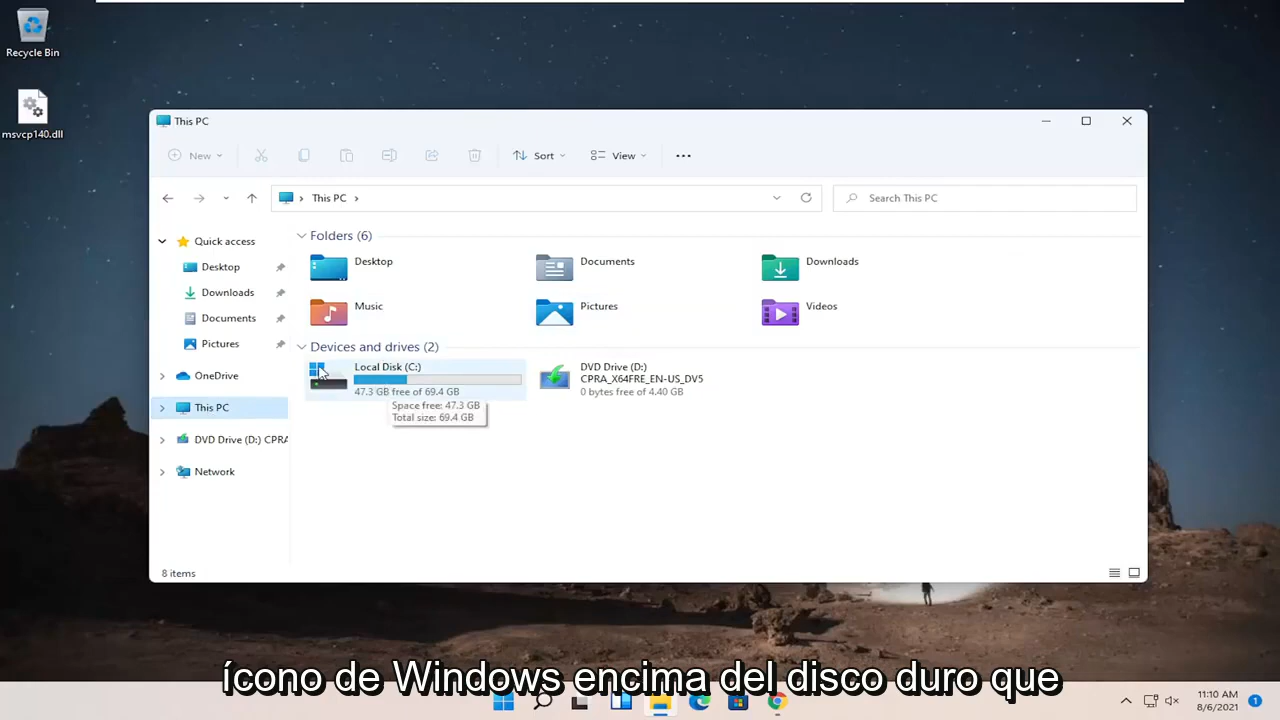 Recycle Bin
msvcp140.dll
This PC
New
Sort
View
This PC
Search This PC
Quick access
Desktop
Downloads
Documents
Pictures
OneDrive
This PC
DVD Drive (D:) CPRA
Network
Folders (6)
Desktop
Documents
Downloads
Music
Pictures
Videos
Devices and drives (2)
Local Disk (C:)
47.3 GB free of 69.4 GB
Space free: 47.3 GB
Total size: 69.4 GB
DVD Drive (D:)
CPRA_X64FRE_EN-US_DV5
0 bytes free of 4.40 GB
8 items
ícono de Windows encima del disco duro que
11:10 AM
8/6/2021
1